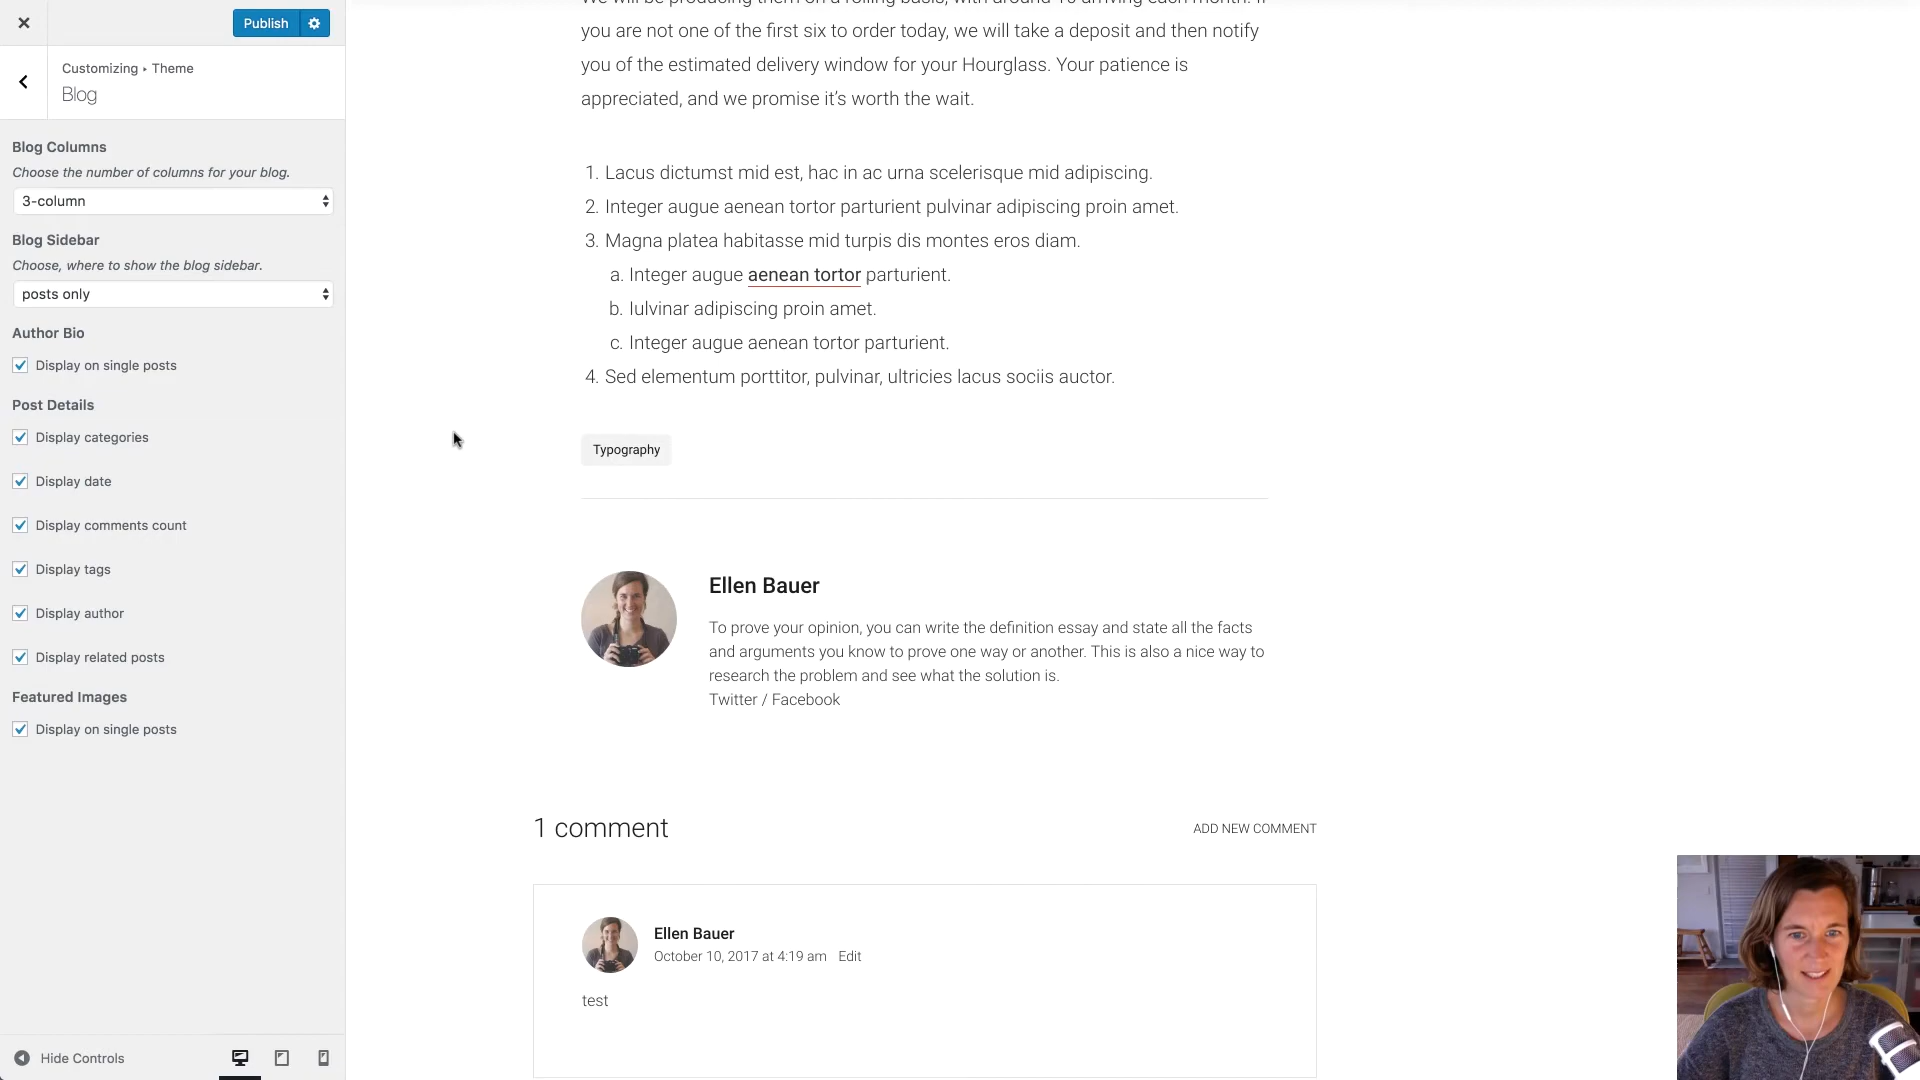 Publish
Customizing ▸ Theme
Blog
Blog Columns
Choose the number of columns for your blog.
3-column
Blog Sidebar
Choose, where to show the blog sidebar.
posts only
Author Bio
Display on single posts
Post Details
Display categories
Display date
Display comments count
Display tags
Display author
Display related posts
Featured Images
Display on single posts
Hide Controls
you are not one of the first six to order today, we will take a deposit and then notify
you of the estimated delivery window for your Hourglass. Your patience is
appreciated, and we promise it’s worth the wait.
1. Lacus dictumst mid est, hac in ac urna scelerisque mid adipiscing.
2. Integer augue aenean tortor parturient pulvinar adipiscing proin amet.
3. Magna platea habitasse mid turpis dis montes eros diam.
a. Integer augue aenean tortor parturient.
b. Iulvinar adipiscing proin amet.
c. Integer augue aenean tortor parturient.
4. Sed elementum porttitor, pulvinar, ultricies lacus sociis auctor.
Typography
Ellen Bauer
To prove your opinion, you can write the definition essay and state all the facts
and arguments you know to prove one way or another. This is also a nice way to
research the problem and see what the solution is.
Twitter / Facebook
1 comment
ADD NEW COMMENT
Ellen Bauer
October 10, 2017 at 4:19 am Edit
test